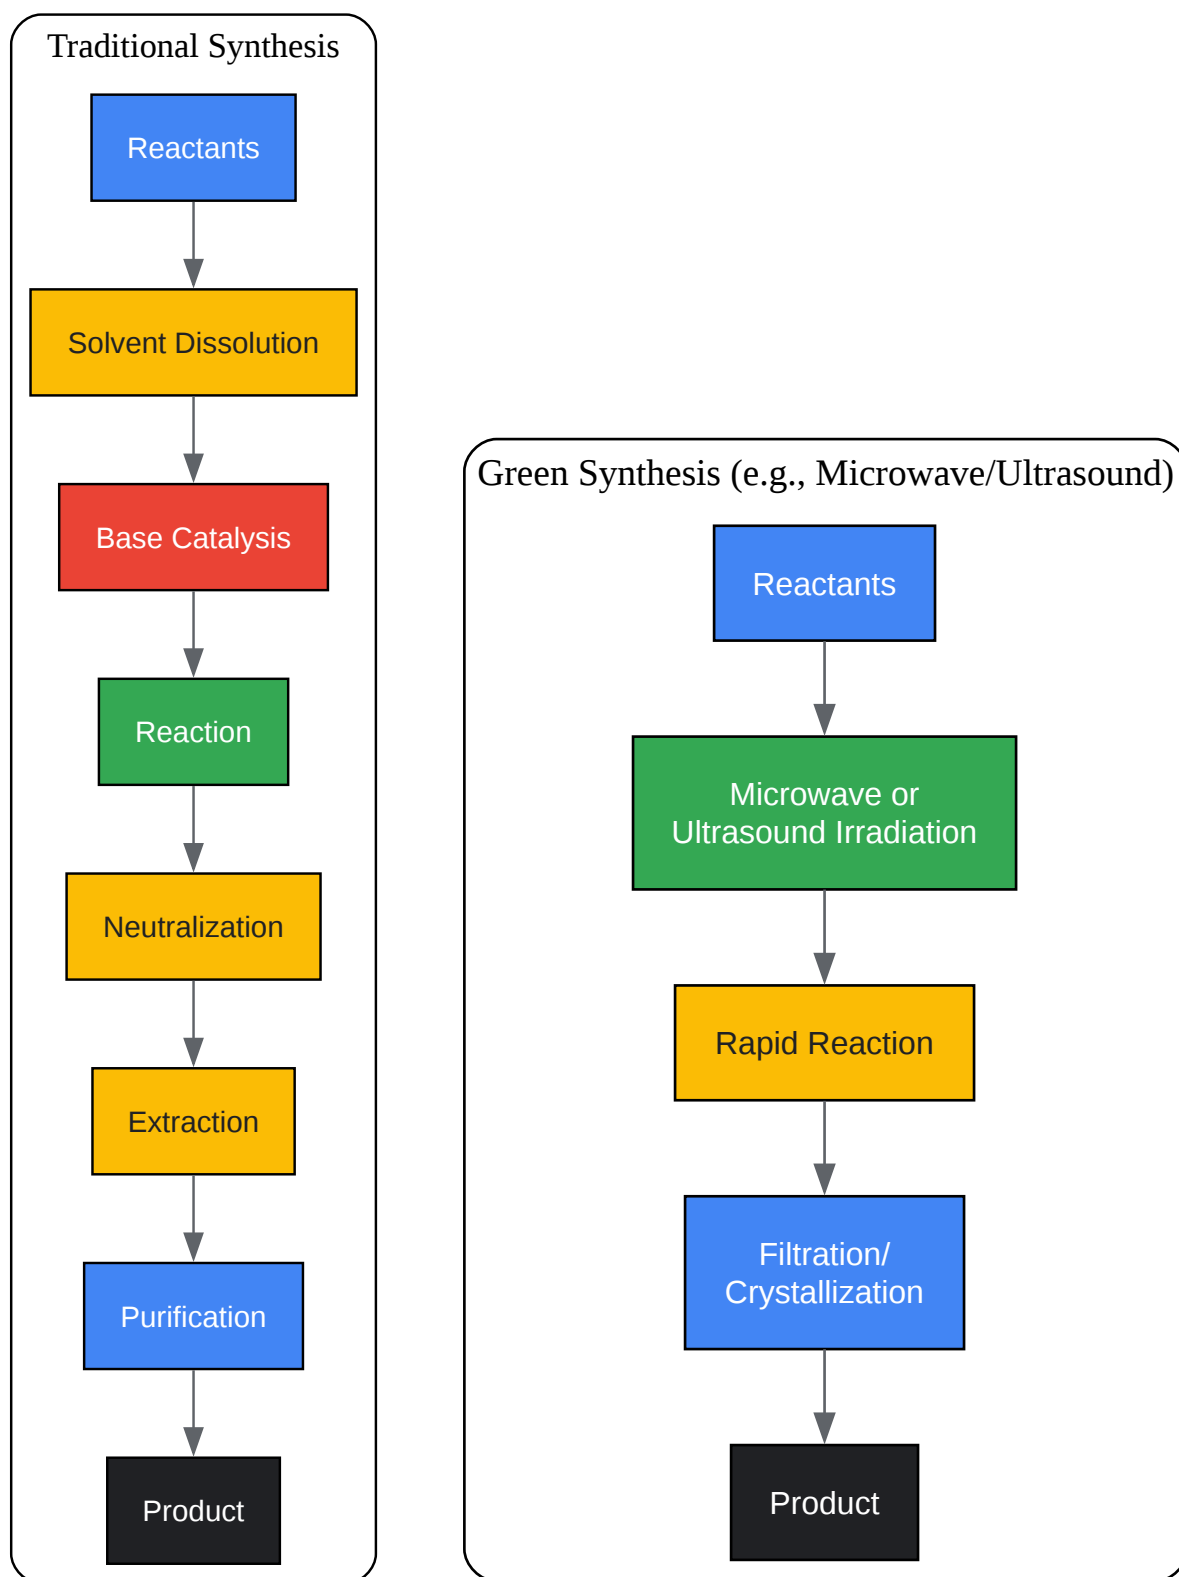 Traditional Synthesis
Reactants
Solvent Dissolution
Base Catalysis
Reaction
Neutralization
Extraction
Purification
Product
Green Synthesis (e.g., Microwave/Ultrasound)
Reactants
Microwave or
Ultrasound Irradiation
Rapid Reaction
Filtration/
Crystallization
Product